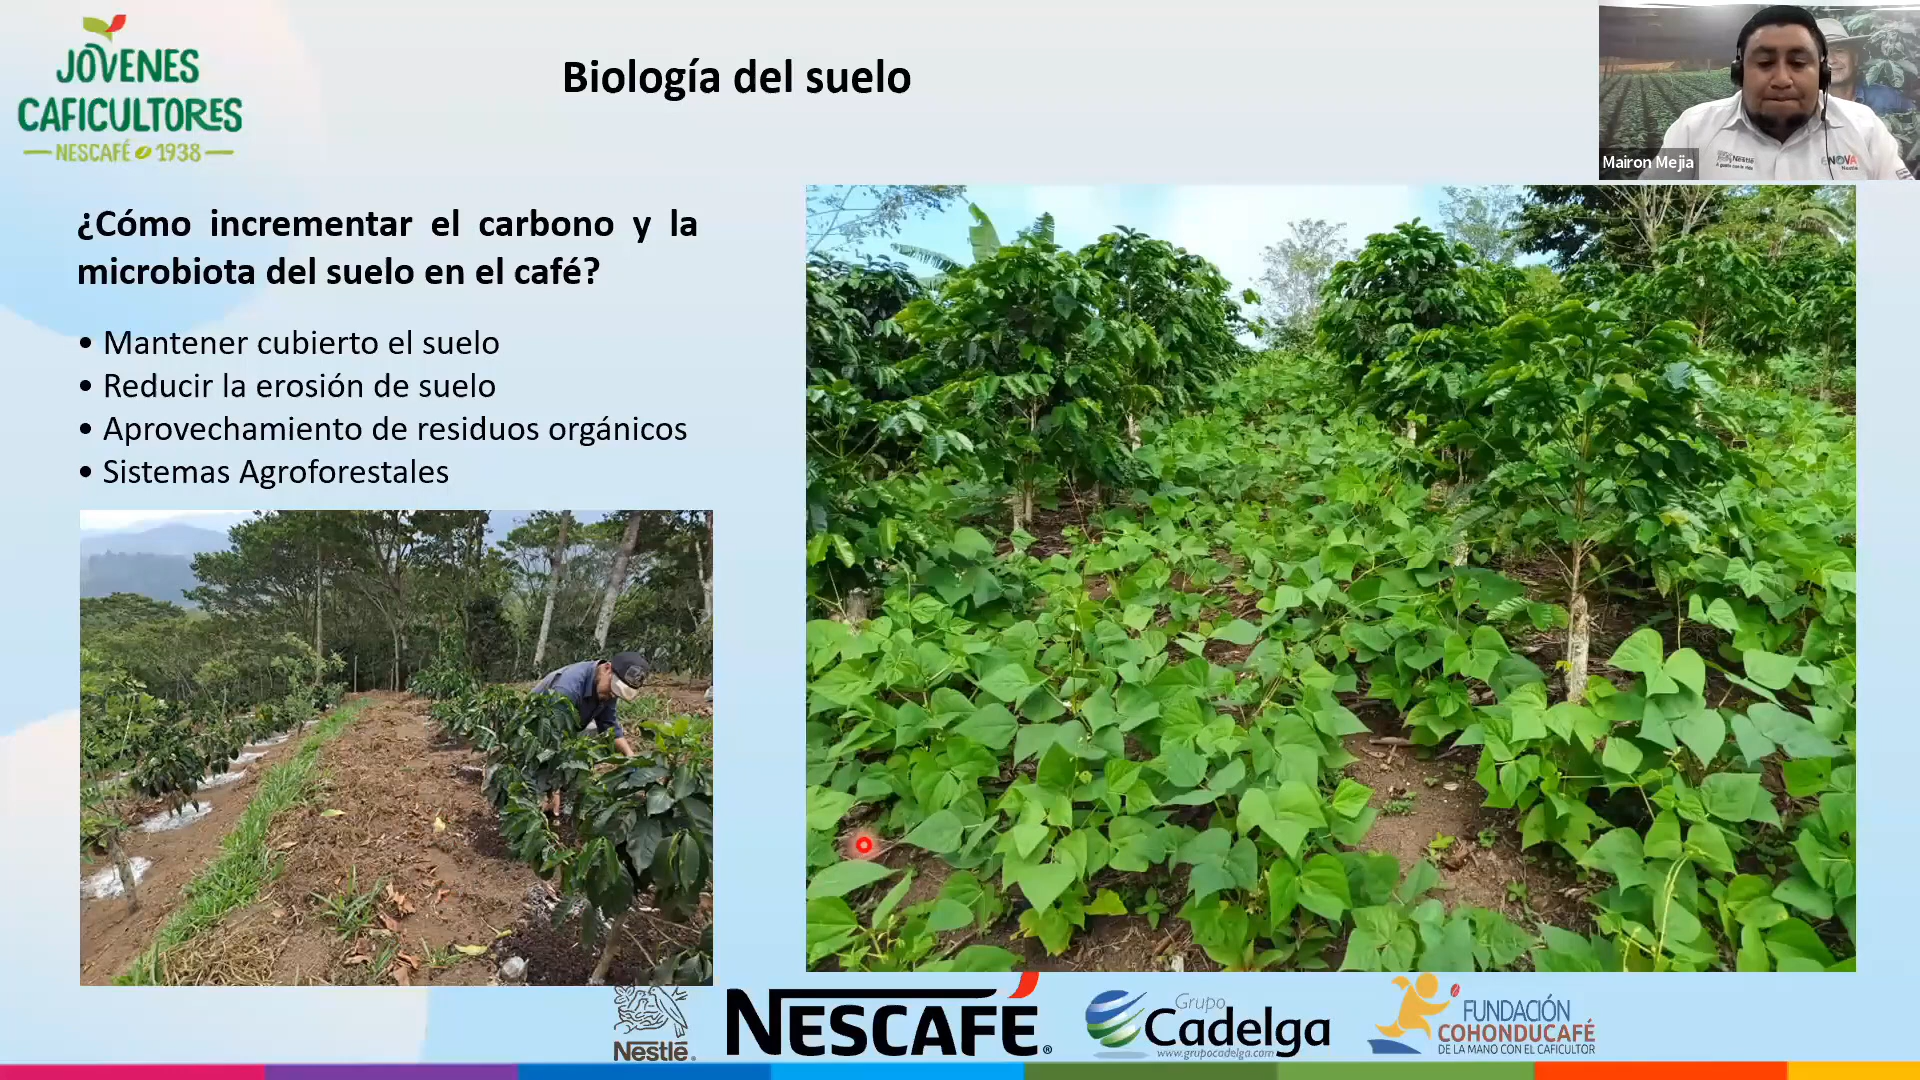 JÓVENES
CAFICULTORES
NESCAFÉ 1938
Biología del suelo
Mairon Mejia
Nestlé
¿Cómo incrementar el carbono y la
microbiota del suelo en el café?
• Mantener cubierto el suelo
• Reducir la erosión de suelo
• Aprovechamiento de residuos orgánicos
• Sistemas Agroforestales
Nestlé®
NESCAFÉ®
Grupo
Cadelga
www.grupocadelga.com
FUNDACIÓN
COHONDUCAFÉ
DE LA MANO CON EL CAFICULTOR